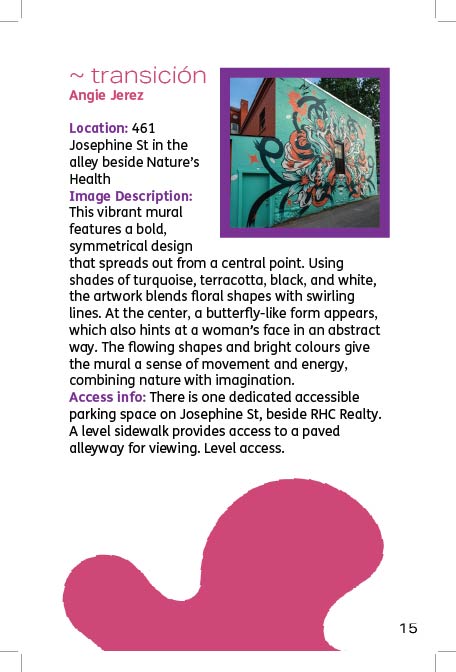 ~ transición
Angie Jerez
Location: 461
Josephine St in the
alley beside Nature’s
Health
Image Description:
This vibrant mural
features a bold,
symmetrical design
that spreads out from a central point. Using
shades of turquoise, terracotta, black, and white,
the artwork blends floral shapes with swirling
lines. At the center, a butterfly-like form appears,
which also hints at a woman’s face in an abstract
way. The flowing shapes and bright colours give
the mural a sense of movement and energy,
combining nature with imagination.
Access info: There is one dedicated accessible
parking space on Josephine St, beside RHC Realty.
A level sidewalk provides access to a paved
alleyway for viewing. Level access.
15